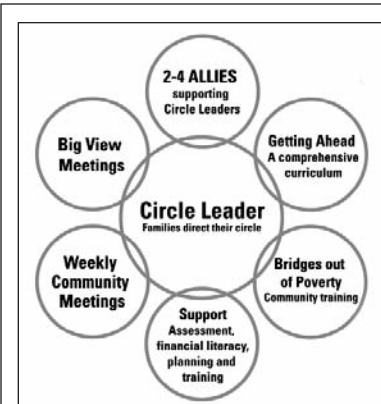 2-4 ALLIES
supporting
Circle Leaders
Big View
Meetings
Getting Ahead
A comprehensive
curriculum
Circle Leader
Families direct their circle
Weekly
Community
Meetings
Bridges out
of Poverty
Community training
Support
Assessment,
financial literacy,
planning and
training